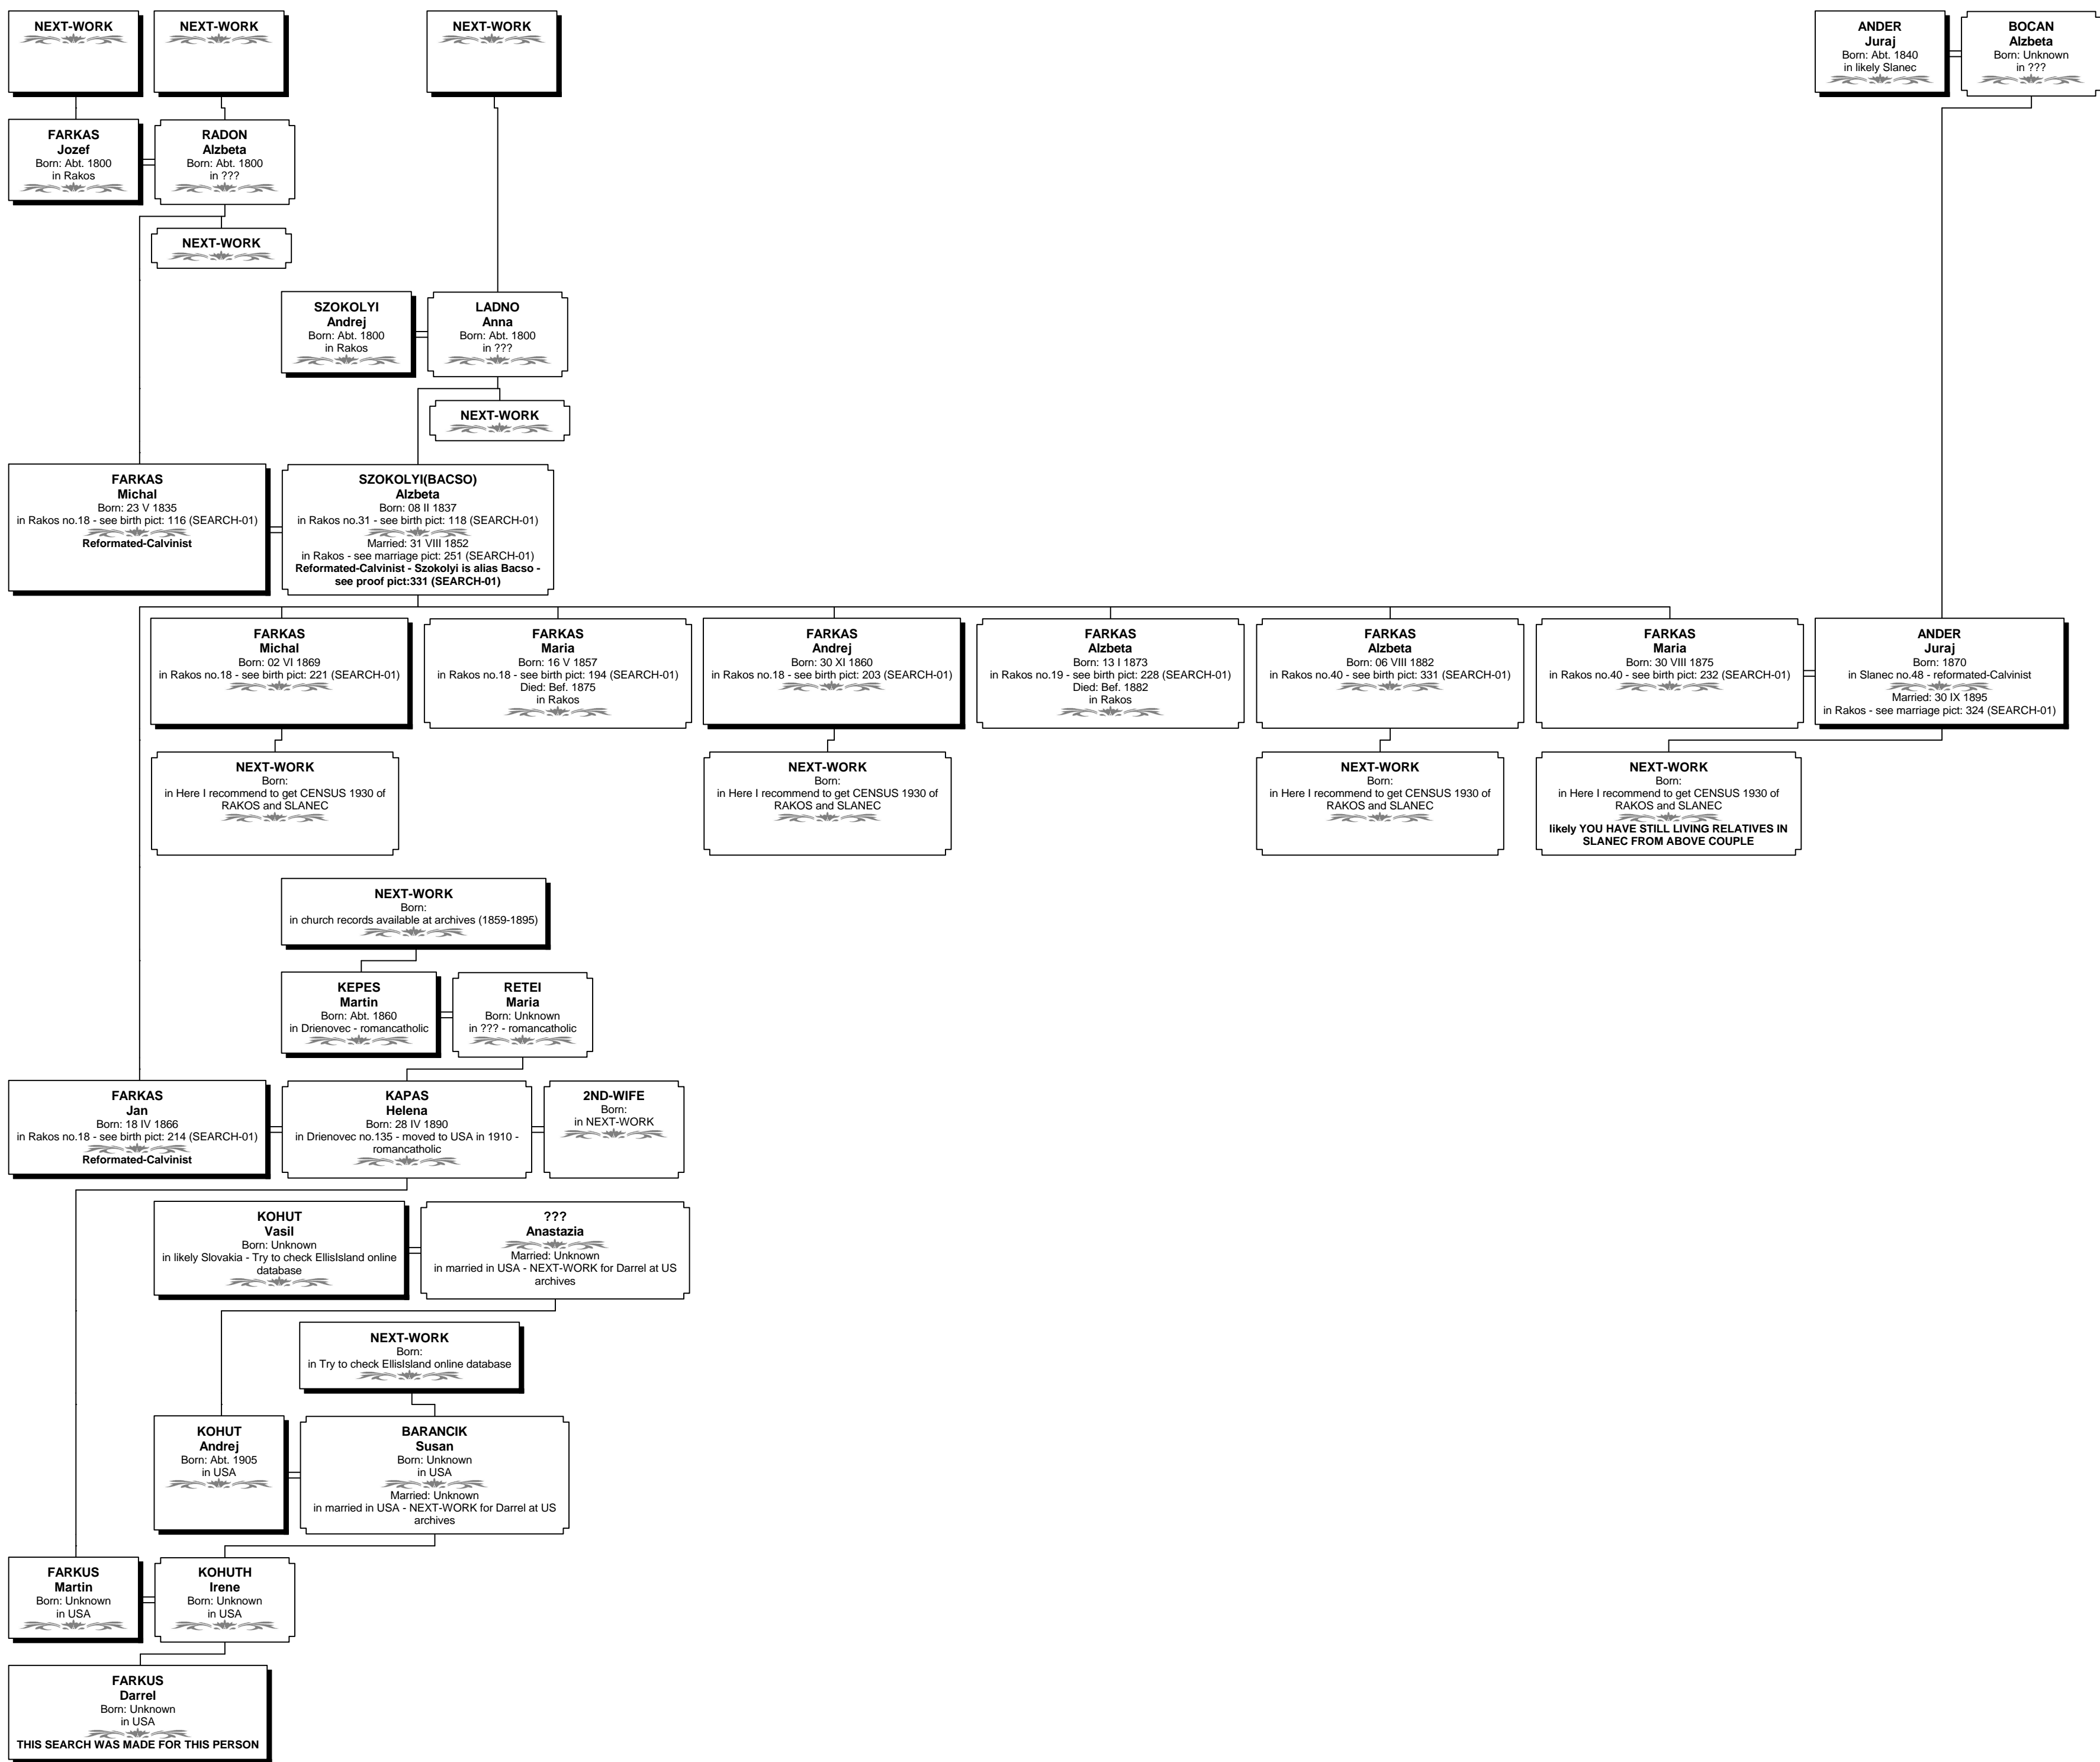 NEXT-WORK
NEXT-WORK
NEXT-WORK
ANDER
Juraj
Born: Abt. 1840
in likely Slanec
BOCAN
Alzbeta
Born: Unknown
in ???
FARKAS
Jozef
Born: Abt. 1800
in Rakos
RADON
Alzbeta
Born: Abt. 1800
in ???
NEXT-WORK
SZOKOLYI
Andrej
Born: Abt. 1800
in Rakos
LADNO
Anna
Born: Abt. 1800
in ???
NEXT-WORK
FARKAS
Michal
Born: 23 V 1835
in Rakos no.18 - see birth pict: 116 (SEARCH-01)
Reformated-Calvinist
SZOKOLYI(BACSO)
Alzbeta
Born: 08 II 1837
in Rakos no.31 - see birth pict: 118 (SEARCH-01)
Married: 31 VIII 1852
in Rakos - see marriage pict: 251 (SEARCH-01)
Reformated-Calvinist - Szokolyi is alias Bacso -
see proof pict:331 (SEARCH-01)
FARKAS
Michal
Born: 02 VI 1869
in Rakos no.18 - see birth pict: 221 (SEARCH-01)
FARKAS
Maria
Born: 16 V 1857
in Rakos no.18 - see birth pict: 194 (SEARCH-01)
Died: Bef. 1875
in Rakos
FARKAS
Andrej
Born: 30 XI 1860
in Rakos no.18 - see birth pict: 203 (SEARCH-01)
FARKAS
Alzbeta
Born: 13 I 1873
in Rakos no.19 - see birth pict: 228 (SEARCH-01)
Died: Bef. 1882
in Rakos
FARKAS
Alzbeta
Born: 06 VIII 1882
in Rakos no.40 - see birth pict: 331 (SEARCH-01)
FARKAS
Maria
Born: 30 VIII 1875
in Rakos no.40 - see birth pict: 232 (SEARCH-01)
ANDER
Juraj
Born: 1870
in Slanec no.48 - reformated-Calvinist
Married: 30 IX 1895
in Rakos - see marriage pict: 324 (SEARCH-01)
NEXT-WORK
Born:
in Here I recommend to get CENSUS 1930 of
RAKOS and SLANEC
NEXT-WORK
Born:
in Here I recommend to get CENSUS 1930 of
RAKOS and SLANEC
NEXT-WORK
Born:
in Here I recommend to get CENSUS 1930 of
RAKOS and SLANEC
NEXT-WORK
Born:
in Here I recommend to get CENSUS 1930 of
RAKOS and SLANEC
likely YOU HAVE STILL LIVING RELATIVES IN
SLANEC FROM ABOVE COUPLE
NEXT-WORK
Born:
in church records available at archives (1859-1895)
KEPES
Martin
Born: Abt. 1860
in Drienovec - romancatholic
RETEI
Maria
Born: Unknown
in ??? - romancatholic
FARKAS
Jan
Born: 18 IV 1866
in Rakos no.18 - see birth pict: 214 (SEARCH-01)
Reformated-Calvinist
KAPAS
Helena
Born: 28 IV 1890
in Drienovec no.135 - moved to USA in 1910 -
romancatholic
2ND-WIFE
Born:
in NEXT-WORK
KOHUT
Vasil
Born: Unknown
in likely Slovakia - Try to check EllisIsland online
database
???
Anastazia
Married: Unknown
in married in USA - NEXT-WORK for Darrel at US
archives
NEXT-WORK
Born:
in Try to check EllisIsland online database
KOHUT
Andrej
Born: Abt. 1905
in USA
BARANCIK
Susan
Born: Unknown
in USA
Married: Unknown
in married in USA - NEXT-WORK for Darrel at US
archives
FARKUS
Martin
Born: Unknown
in USA
KOHUTH
Irene
Born: Unknown
in USA
FARKUS
Darrel
Born: Unknown
in USA
THIS SEARCH WAS MADE FOR THIS PERSON